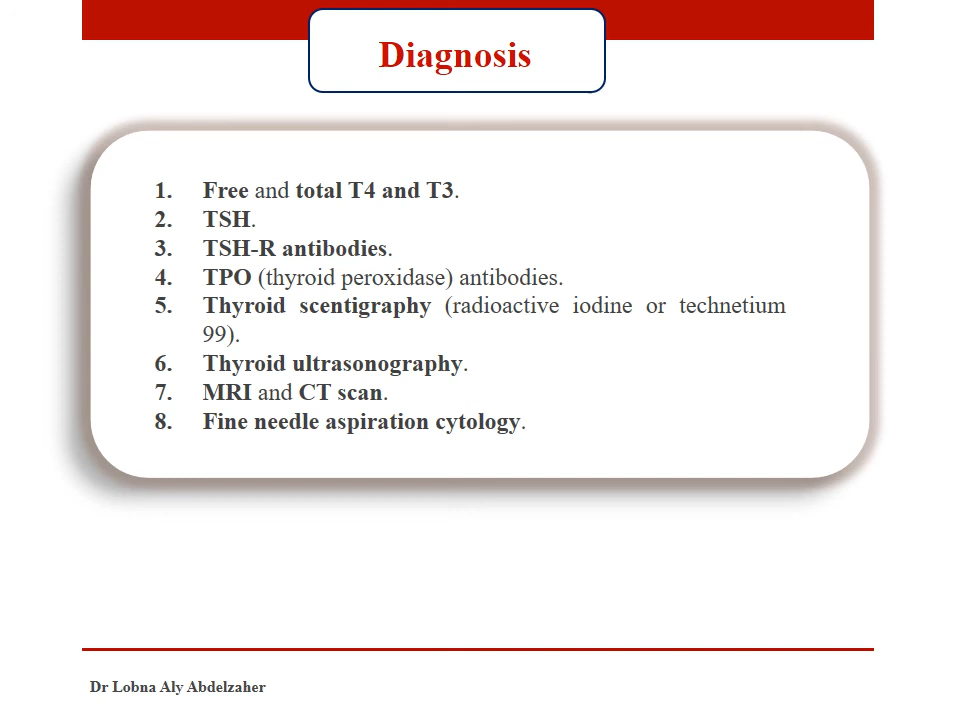 Diagnosis
1. Free and total T4 and T3.
2. TSH.
3. TSH-R antibodies.
4. TPO (thyroid peroxidase) antibodies.
5. Thyroid scentigraphy (radioactive iodine or technetium
99).
6. Thyroid ultrasonography.
7. MRI and CT scan.
8. Fine needle aspiration cytology.
Dr Lobna Aly Abdelzaher